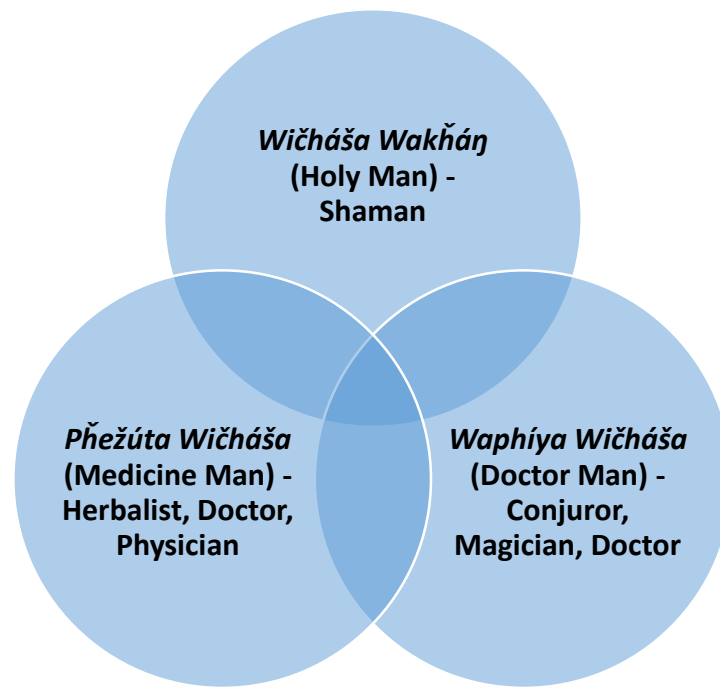 Wičháša Wakȟáŋ
(Holy Man) -
Shaman
Pȟežúta Wičháša
(Medicine Man) -
Herbalist, Doctor,
Physician
Waphíya Wičháša
(Doctor Man) -
Conjuror,
Magician, Doctor